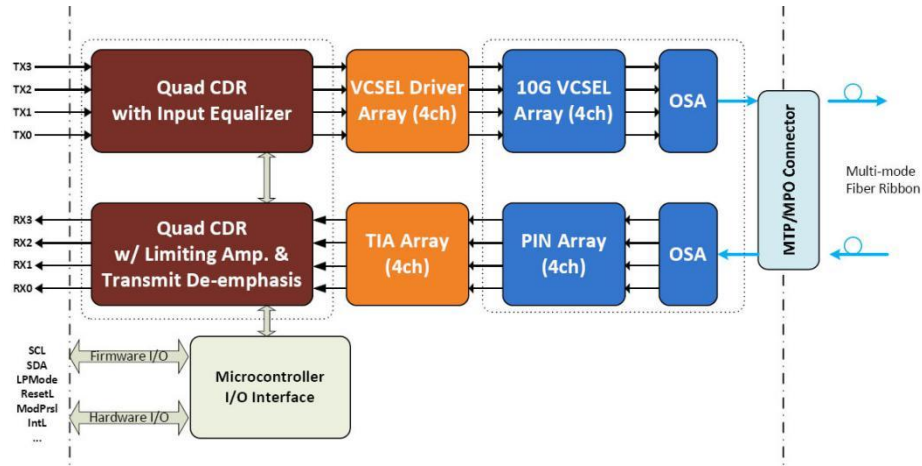 TX3
TX2
TX1
TX0
Quad CDR
with Input Equalizer
VCSEL Driver
Array (4ch)
10G VCSEL
Array (4ch)
OSA
MTP/MPO Connector
Multi-mode
Fiber Ribbon
RX3
RX2
RX1
RX0
Quad CDR
w/ Limiting Amp. &
Transmit De-emphasis
TIA Array
(4ch)
PIN Array
(4ch)
OSA
SCL
SDA
LPMode
ResetL
ModPrsl
IntL
...
Firmware I/O
Hardware I/O
Microcontroller
I/O Interface